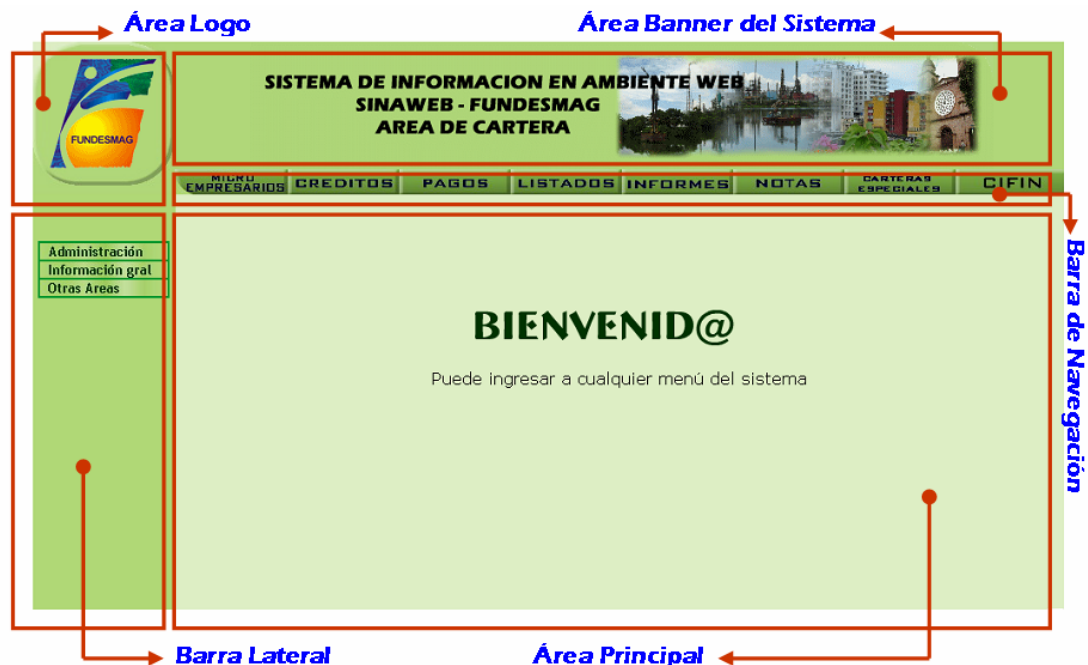 Área Logo
Área Banner del Sistema
SISTEMA DE INFORMACION EN AMBIENTE WEB
SINAWEB - FUNDESMAG
AREA DE CARTERA
FUNDESMAG
MICRO EMPRESARIOS CREDITOS PAGOS LISTADOS INFORMES NOTAS CARTERAS ESPECIALES CIFIN
Administración
Información gral
Otras Areas
BIENVENID@
Puede ingresar a cualquier menú del sistema
Barra de Navegación
Barra Lateral
Área Principal